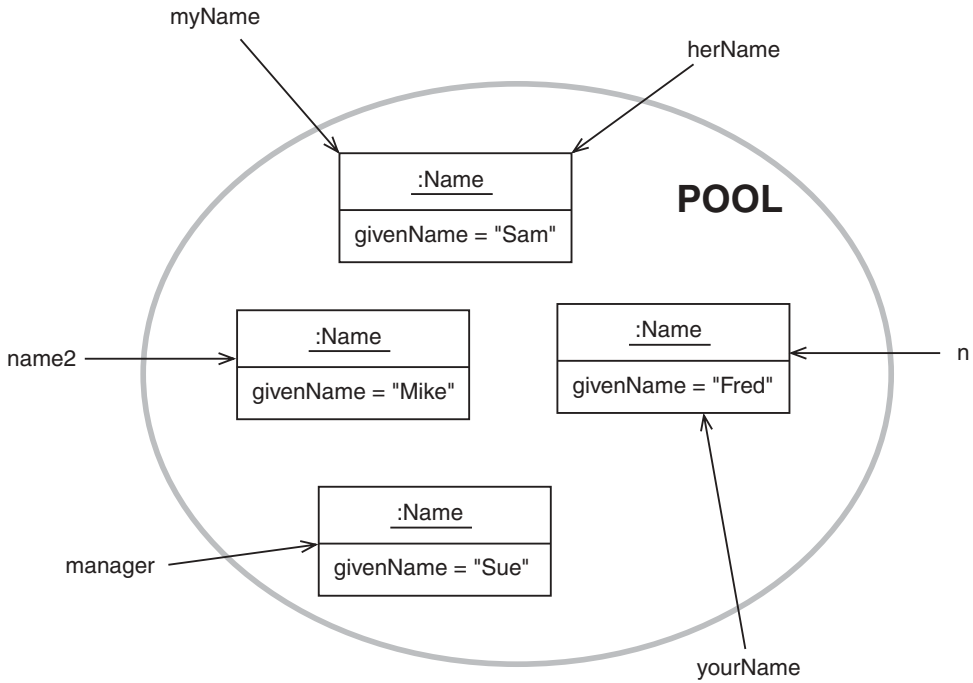 myName
herName
:Name
givenName = "Sam"
POOL
name2
:Name
givenName = "Mike"
:Name
givenName = "Fred"
n
manager
:Name
givenName = "Sue"
yourName